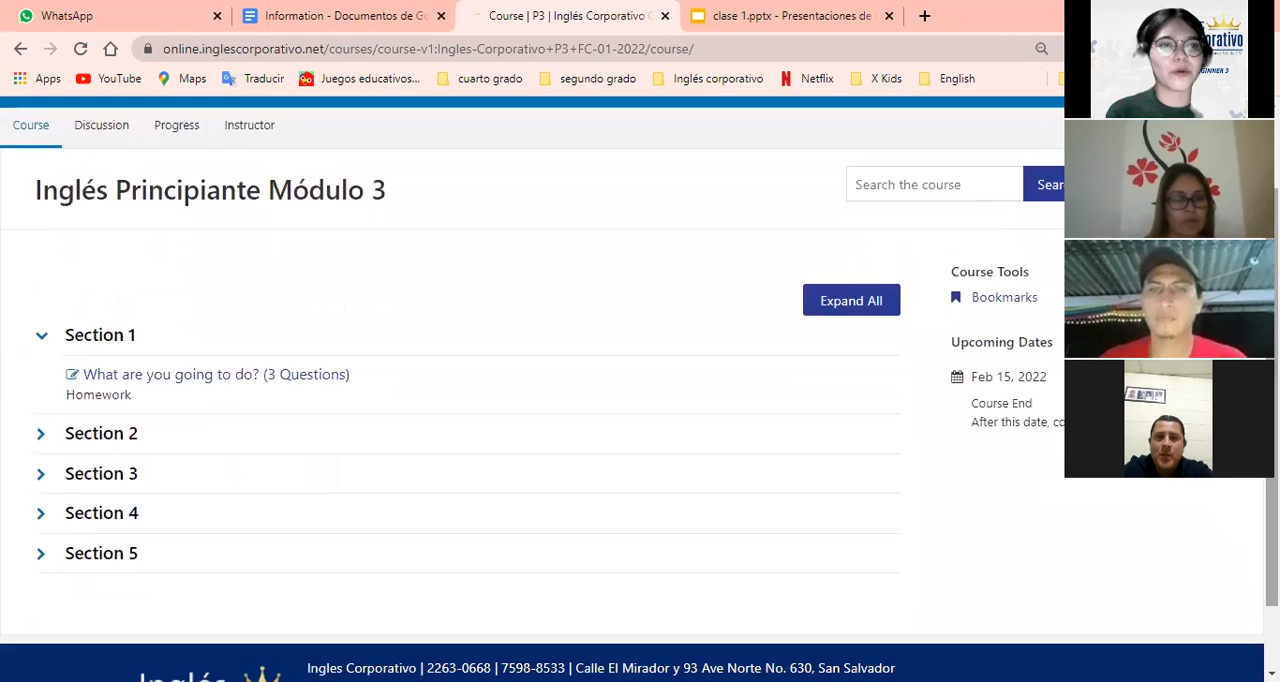 WhatsApp
Information - Documentos de Go
Course | P3 | Inglés Corporativo
clase 1.pptx - Presentaciones de
online.inglescorporativo.net/courses/course-v1:Ingles-Corporativo+P3+FC-01-2022/course/
Apps
YouTube
Maps
Traducir
Juegos educativos...
cuarto grado
segundo grado
Inglés corporativo
Netflix
X Kids
English
Course
Discussion
Progress
Instructor
Inglés Principiante Módulo 3
Search the course
Sear
Expand All
Course Tools
Bookmarks
Upcoming Dates
Feb 15, 2022
Course End
After this date, co
Section 1
What are you going to do? (3 Questions)
Homework
Section 2
Section 3
Section 4
Section 5
Inglés
Ingles Corporativo | 2263-0668 | 7598-8533 | Calle El Mirador y 93 Ave Norte No. 630, San Salvador
orativo
GINNER 3